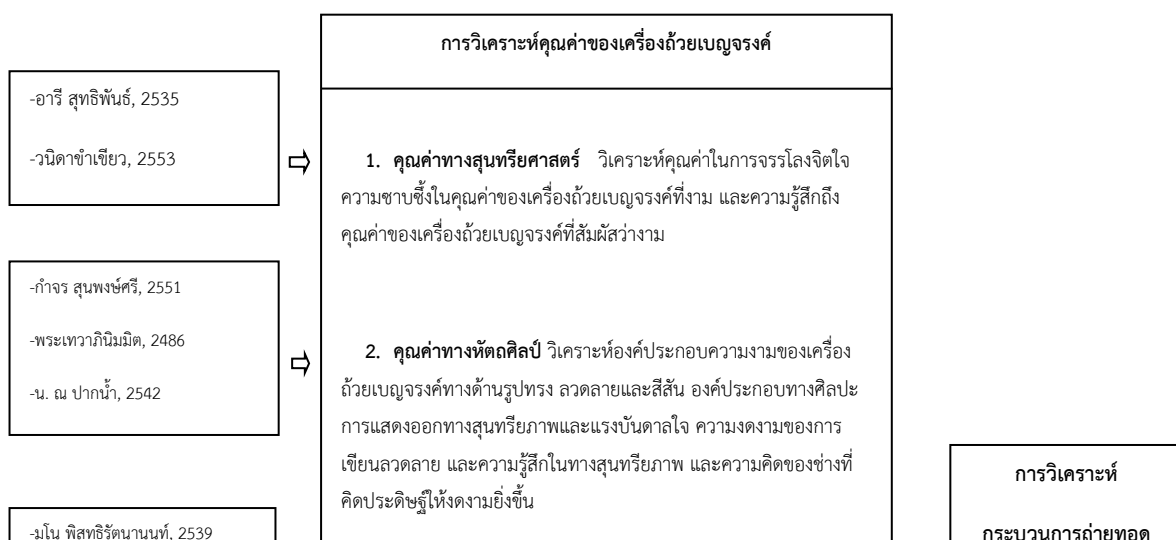 การวิเคราะห์คุณค่าของเครื่องถ้วยเบญจรงค์
-อารี สุทธิพันธ์, 2535
-วนิดาขำเขียว, 2553
1. คุณค่าทางสุนทรียศาสตร์ วิเคราะห์คุณค่าในการจรรโลงจิตใจ
ความซาบซึ้งในคุณค่าของเครื่องถ้วยเบญจรงค์ที่งาม และความรู้สึกถึง
คุณค่าของเครื่องถ้วยเบญจรงค์ที่สัมผัสว่างาม
-กำจร สุนพงษ์ศรี, 2551
-พระเทวาภินิมมิต, 2486
-น. ณ ปากน้ำ, 2542
2. คุณค่าทางหัตถศิลป์ วิเคราะห์องค์ประกอบความงามของเครื่อง
ถ้วยเบญจรงค์ทางด้านรูปทรง ลวดลายและสีสัน องค์ประกอบทางศิลปะ
การแสดงออกทางสุนทรียภาพและแรงบันดาลใจ ความงดงามของการ
เขียนลวดลาย และความรู้สึกในทางสุนทรียภาพ และความคิดของช่างที่
คิดประดิษฐ์ให้งดงามยิ่งขึ้น
-มโน พิสุทธิรัตนานนท์, 2539
การวิเคราะห์
กระบวนการถ่ายทอด